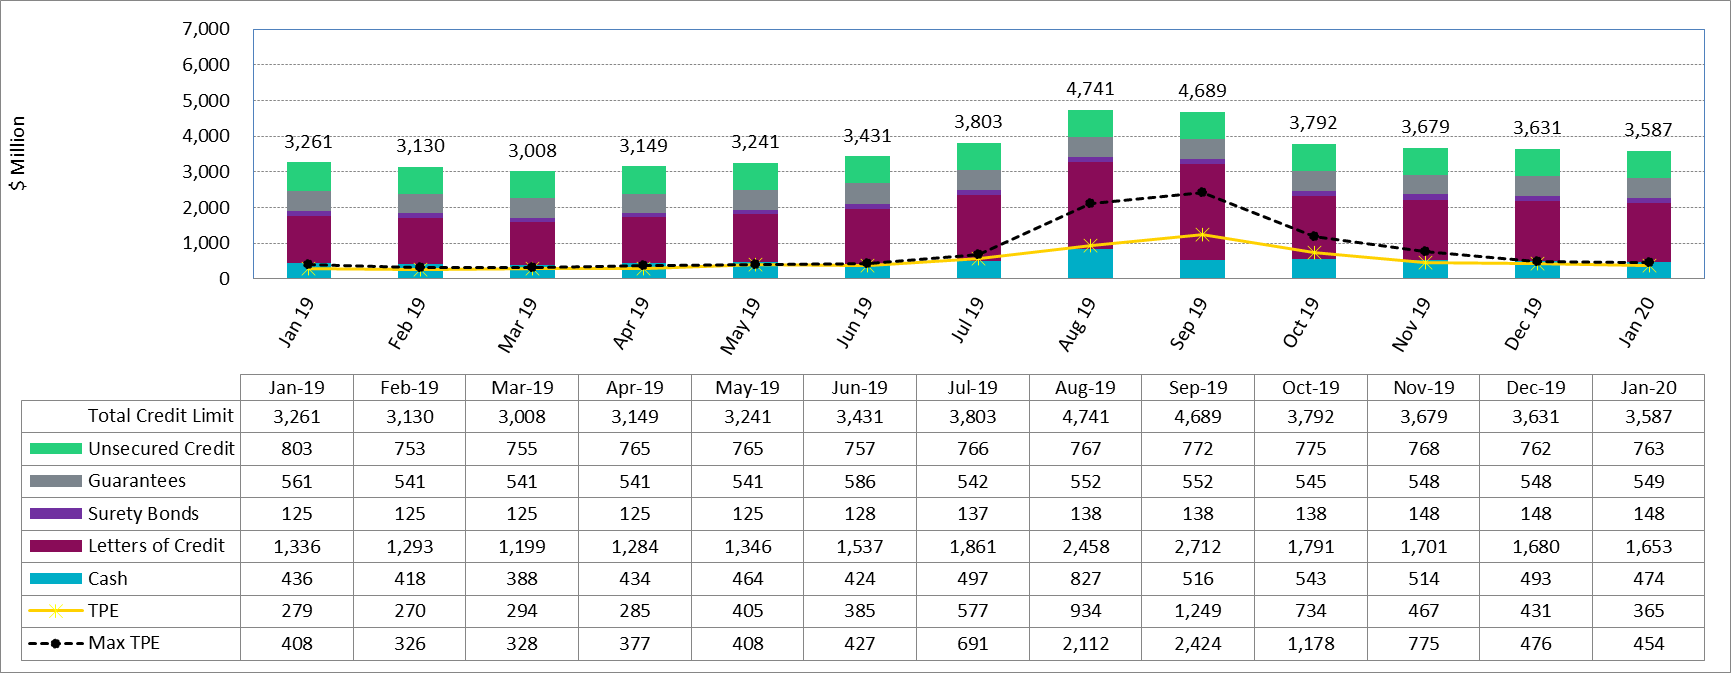 $ Million
7,000
6,000
5,000
4,000
3,000
2,000
1,000
0
3,261 3,130 3,008 3,149 3,241 3,431 3,803 4,741 4,689 3,792 3,679 3,631 3,587
Jan 19 Feb 19 Mar 19 Apr 19 May 19 Jun 19 Jul 19 Aug 19 Sep 19 Oct 19 Nov 19 Dec 19 Jan 20
Jan-19 Feb-19 Mar-19 Apr-19 May-19 Jun-19 Jul-19 Aug-19 Sep-19 Oct-19 Nov-19 Dec-19 Jan-20
Total Credit Limit 3,261 3,130 3,008 3,149 3,241 3,431 3,803 4,741 4,689 3,792 3,679 3,631 3,587
Unsecured Credit 803 753 755 765 765 757 766 767 772 775 768 762 763
Guarantees 561 541 541 541 541 586 542 552 552 545 548 548 549
Surety Bonds 125 125 125 125 125 128 137 138 138 138 148 148 148
Letters of Credit 1,336 1,293 1,199 1,284 1,346 1,537 1,861 2,458 2,712 1,791 1,701 1,680 1,653
Cash 436 418 388 434 464 424 497 827 516 543 514 493 474
TPE 279 270 294 285 405 385 577 934 1,249 734 467 431 365
Max TPE 408 326 328 377 408 427 691 2,112 2,424 1,178 775 476 454